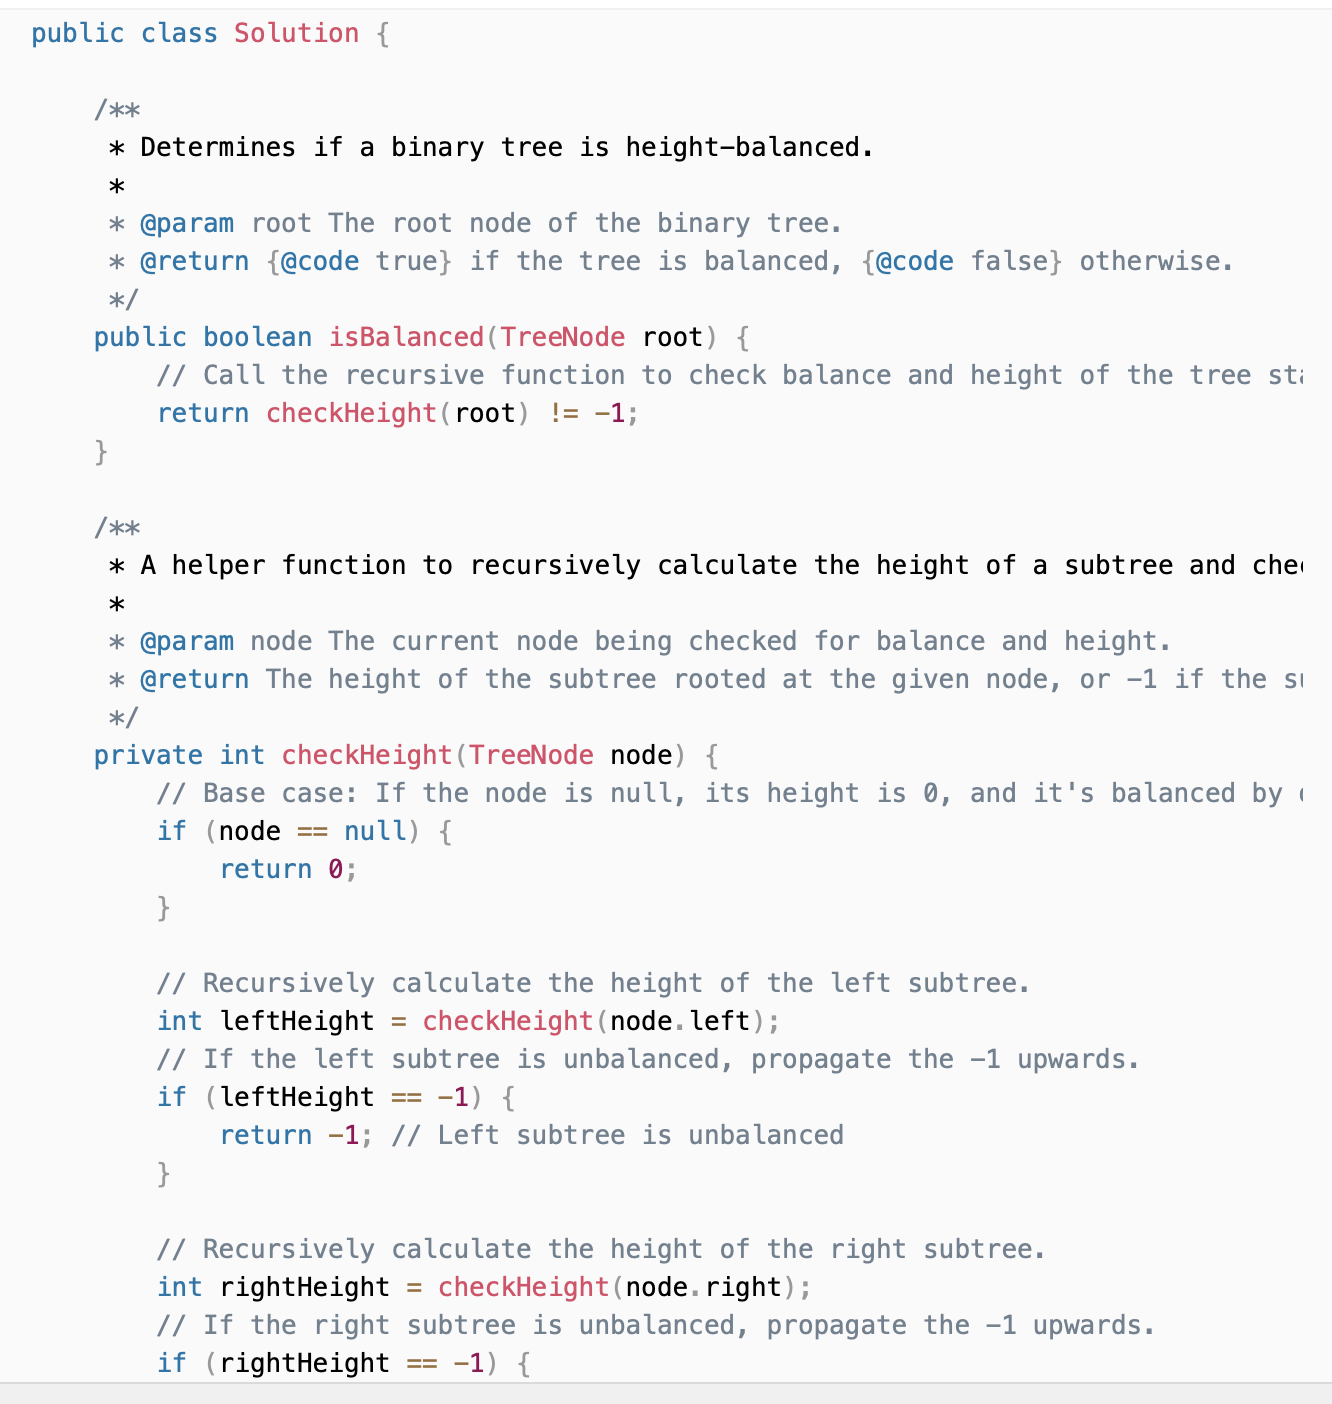 public class Solution {
/**
* Determines if a binary tree is height-balanced.
*
* @param root The root node of the binary tree.
* @return {@code true} if the tree is balanced, {@code false} otherwise.
*/
public boolean isBalanced(TreeNode root) {
// Call the recursive function to check balance and height of the tree
return checkHeight(root) != -1;
}
/**
* A helper function to recursively calculate the height of a subtree and
*
* @param node The current node being checked for balance and height.
* @return The height of the subtree rooted at the given node, or -1 if the
*/
private int checkHeight(TreeNode node) {
// Base case: If the node is null, its height is 0, and it's balanced by
if (node == null) {
return 0;
}
// Recursively calculate the height of the left subtree.
int leftHeight = checkHeight(node.left);
// If the left subtree is unbalanced, propagate the -1 upwards.
if (leftHeight == -1) {
return -1; // Left subtree is unbalanced
}
// Recursively calculate the height of the right subtree.
int rightHeight = checkHeight(node.right);
// If the right subtree is unbalanced, propagate the -1 upwards.
if (rightHeight == -1) {